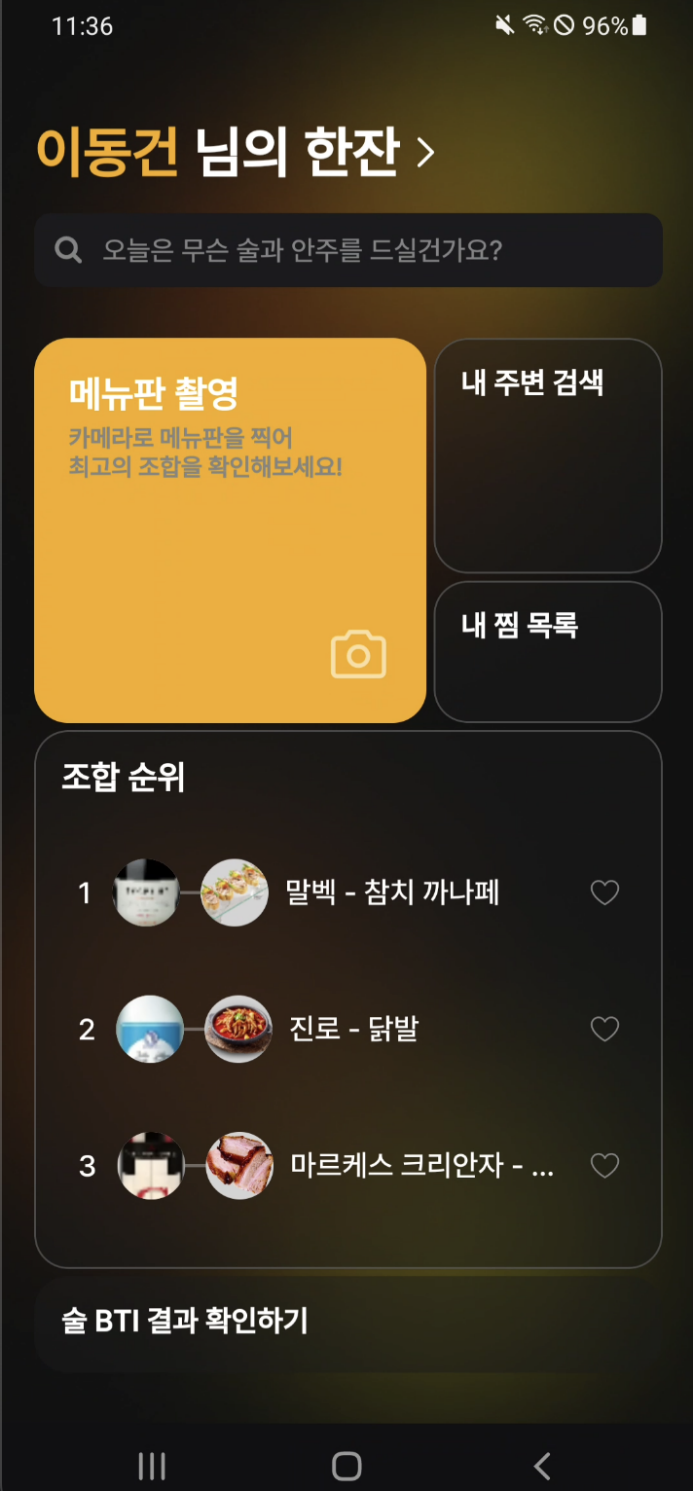 11:36
96%
이동건 님의 한잔 >
오늘은 무슨 술과 안주를 드실건가요?
메뉴판 촬영
카메라로 메뉴판을 찍어
최고의 조합을 확인해보세요!
내 주변 검색
내 찜 목록
조합 순위
1 말벡 - 참치 까나페
2 진로 - 닭발
3 마르케스 크리안자 - ...
술 BTI 결과 확인하기